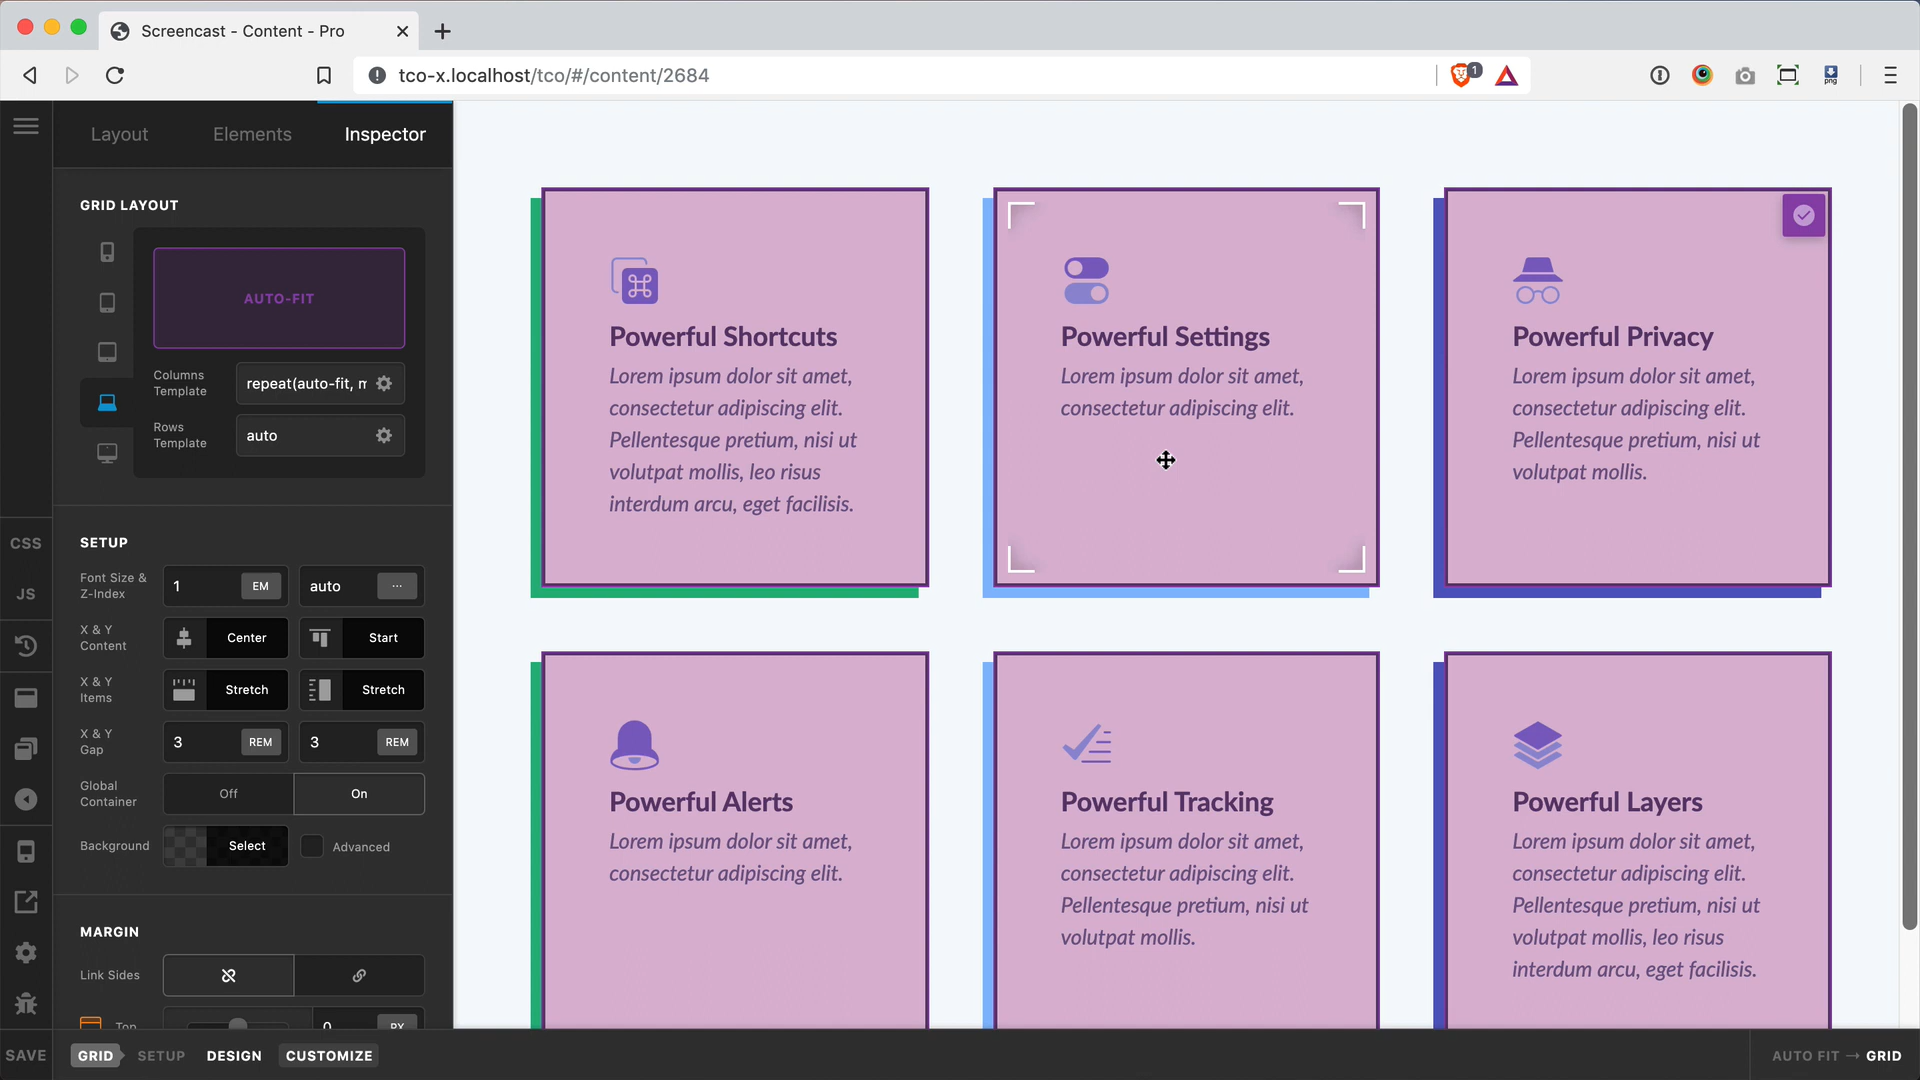 Screencast - Content - Pro
tco-x.localhost/tco/#/content/2684
1
png
Layout
Elements
Inspector
GRID LAYOUT
AUTO-FIT
Columns
Template
repeat(auto-fit, m
Rows
Template
auto
SETUP
Font Size &
Z-Index
1
EM
auto
...
X & Y
Content
Center
Start
X & Y
Items
Stretch
Stretch
X & Y
Gap
3
REM
3
REM
Global
Container
Off
On
Background
Select
Advanced
MARGIN
Link Sides
Top
0
PX
CSS
JS
SAVE
GRID
SETUP
DESIGN
CUSTOMIZE
AUTO FIT → GRID
Powerful Shortcuts
Lorem ipsum dolor sit amet,
consectetur adipiscing elit.
Pellentesque pretium, nisi ut
volutpat mollis, leo risus
interdum arcu, eget facilisis.
Powerful Settings
Lorem ipsum dolor sit amet,
consectetur adipiscing elit.
Powerful Privacy
Lorem ipsum dolor sit amet,
consectetur adipiscing elit.
Pellentesque pretium, nisi ut
volutpat mollis.
Powerful Alerts
Lorem ipsum dolor sit amet,
consectetur adipiscing elit.
Powerful Tracking
Lorem ipsum dolor sit amet,
consectetur adipiscing elit.
Pellentesque pretium, nisi ut
volutpat mollis.
Powerful Layers
Lorem ipsum dolor sit amet,
consectetur adipiscing elit.
Pellentesque pretium, nisi ut
volutpat mollis, leo risus
interdum arcu, eget facilisis.